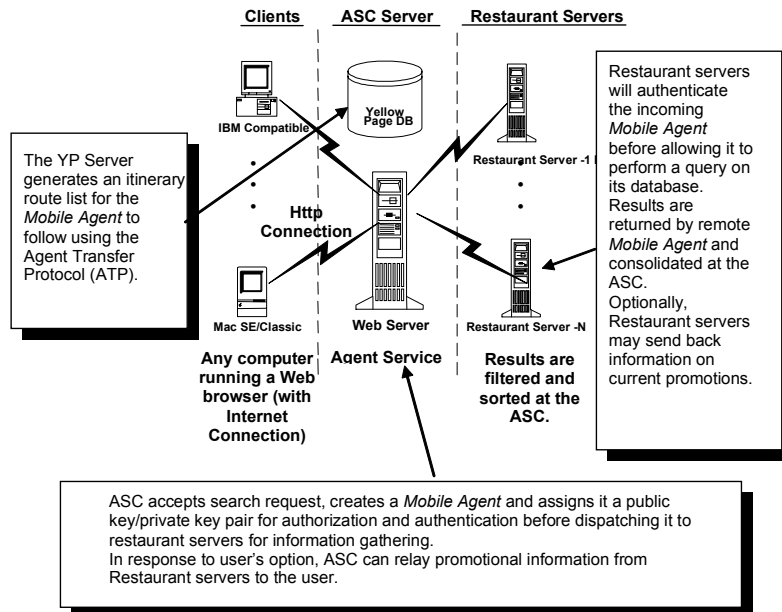 Clients
ASC Server
Restaurant Servers
Yellow
Page DB
IBM Compatible
Restaurant Server -1
The YP Server
generates an itinerary
route list for the
Mobile Agent to
follow using the
Agent Transfer
Protocol (ATP).
Http
Connection
Restaurant servers
will authenticate
the incoming
Mobile Agent
before allowing it to
perform a query on
its database.
Results are
returned by remote
Mobile Agent and
consolidated at the
ASC.
Optionally,
Restaurant servers
may send back
information on
current promotions.
Mac SE/Classic
Web Server
Restaurant Server -N
Any computer
running a Web
browser (with
Internet
Connection)
Agent Service
Results are
filtered and
sorted at the
ASC.
ASC accepts search request, creates a Mobile Agent and assigns it a public
key/private key pair for authorization and authentication before dispatching it to
restaurant servers for information gathering.
In response to user's option, ASC can relay promotional information from
Restaurant servers to the user.